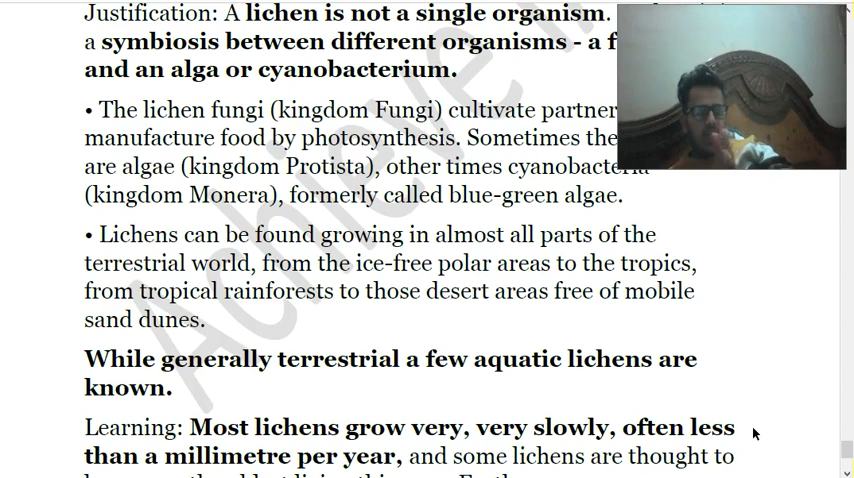 Justification: A lichen is not a single organism.
a symbiosis between different organisms - a
and an alga or cyanobacterium.
• The lichen fungi (kingdom Fungi) cultivate
manufacture food by photosynthesis. Sometimes
are algae (kingdom Protista), other times cyanobacteria
(kingdom Monera), formerly called blue-green algae.
• Lichens can be found growing in almost all parts of the
terrestrial world, from the ice-free polar areas to the tropics,
from tropical rainforests to those desert areas free of mobile
sand dunes.
While generally terrestrial a few aquatic lichens are
known.
Learning: Most lichens grow very, very slowly, often less
than a millimetre per year, and some lichens are thought to
Achieve